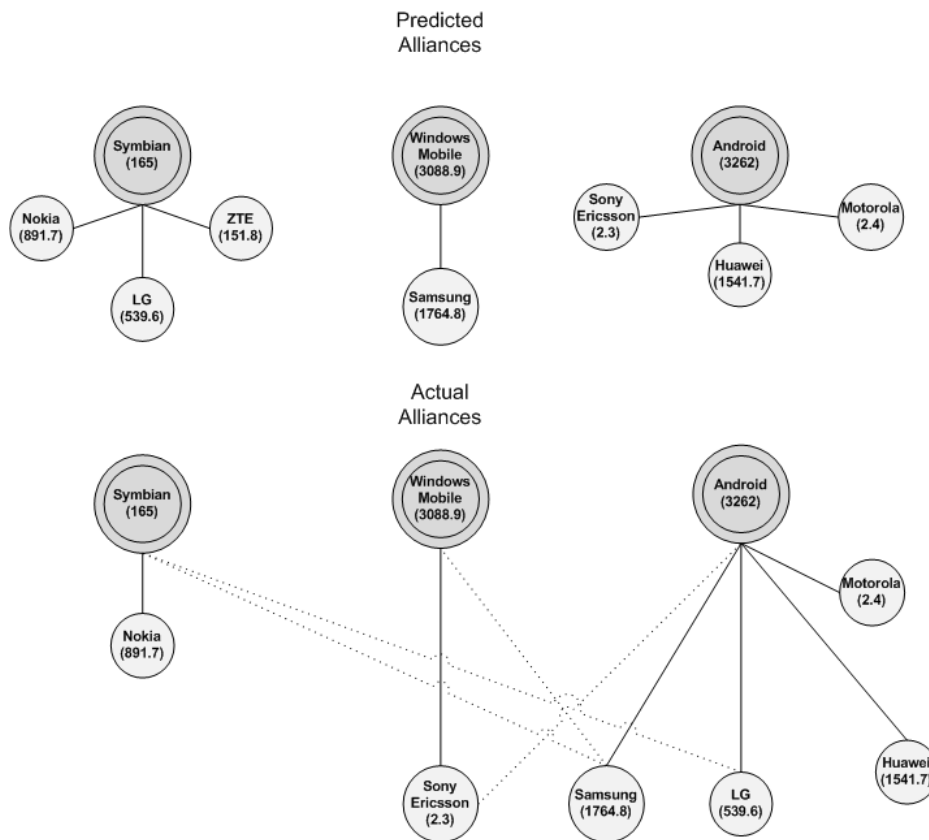 Predicted
Alliances
Symbian
(165)
Windows
Mobile
(3088.9)
Android
(3262)
Nokia
(891.7)
ZTE
(151.8)
LG
(539.6)
Samsung
(1764.8)
Sony
Ericsson
(2.3)
Huawei
(1541.7)
Motorola
(2.4)
Actual
Alliances
Symbian
(165)
Windows
Mobile
(3088.9)
Android
(3262)
Motorola
(2.4)
Nokia
(891.7)
Sony
Ericsson
(2.3)
Samsung
(1764.8)
LG
(539.6)
Huawei
(1541.7)